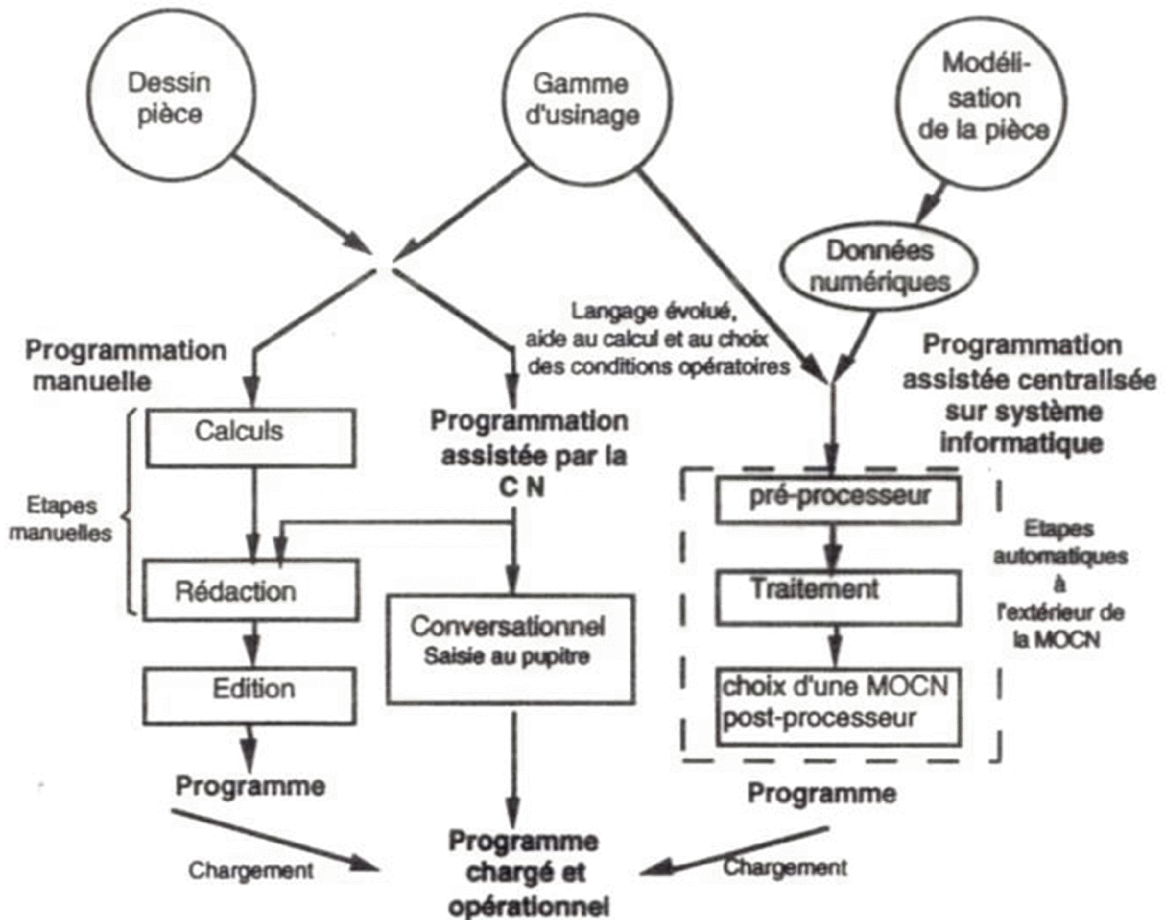 Dessin
pièce
Gamme
d'usinage
Modéli-
sation
de la pièce
Données
numériques
Langage évolué,
aide au calcul et au choix
des conditions opératoires
Programmation
manuelle
Programmation
assistée centralisée
sur système
informatique
Calculs
Programmation
assistée par la
C N
Etapes
manuelles
pré-processeur
Etapes
automatiques
à
l'extérieur de
la MOCN
Rédaction
Traitement
Conversationnel
Saisie au pupitre
Edition
choix d'une MOCN
post-processeur
Programme
Programme
Chargement
Programme
chargé et
opérationnel
Chargement